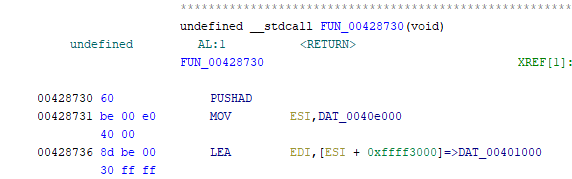 ************************************************************
undefined __stdcall FUN_00428730(void)
undefined AL:1 <RETURN>
FUN_00428730 XREF[1]:
00428730 60 PUSHAD
00428731 be 00 e0 MOV ESI,DAT_0040e000
40 00
00428736 8d be 00 LEA EDI,[ESI + 0xffff3000]=>DAT_00401000
30 ff ff